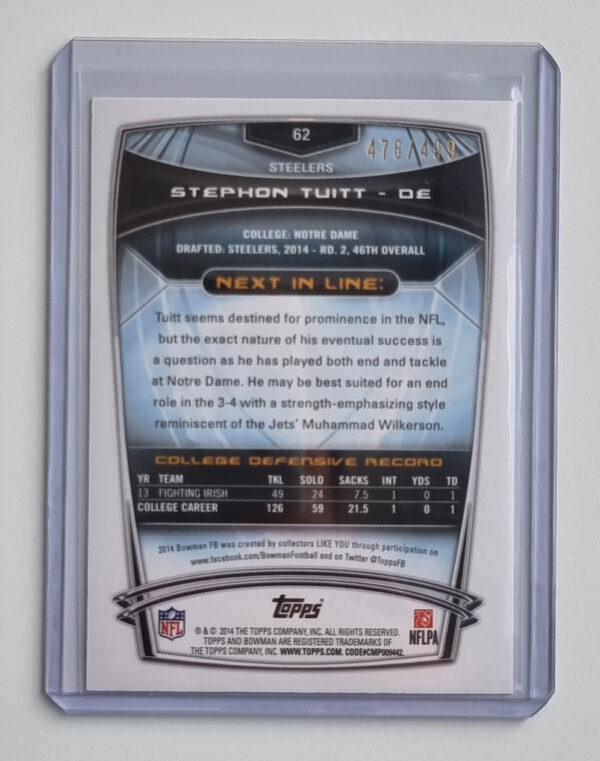 62
476/499
STEELERS
STEPHON TUITT - DE
COLLEGE: NOTRE DAME
DRAFTED: STEELERS, 2014 - RD. 2, 46TH OVERALL
NEXT IN LINE:
Tuitt seems destined for prominence in the NFL,
but the exact nature of his eventual success is
a question as he has played both end and tackle
at Notre Dame. He may be best suited for an end
role in the 3-4 with a strength-emphasizing style
reminiscent of the Jets' Muhammad Wilkerson.
COLLEGE DEFENSIVE RECORD
YR TEAM TKL SOLO SACKS INT YDS TD
13 FIGHTING IRISH 49 24 7.5 1 0 1
COLLEGE CAREER 126 59 21.5 1 0 1
2014 Bowman FB was created by collectors LIKE YOU through participation on
www.facebook.com/BowmanFootball and on Twitter @ToppsFB
topps
NFL
® & © 2014 THE TOPPS COMPANY, INC. ALL RIGHTS RESERVED.
TOPPS AND BOWMAN ARE REGISTERED TRADEMARKS OF
THE TOPPS COMPANY, INC. WWW.TOPPS.COM. CODE#CMP009442.
NFLPA